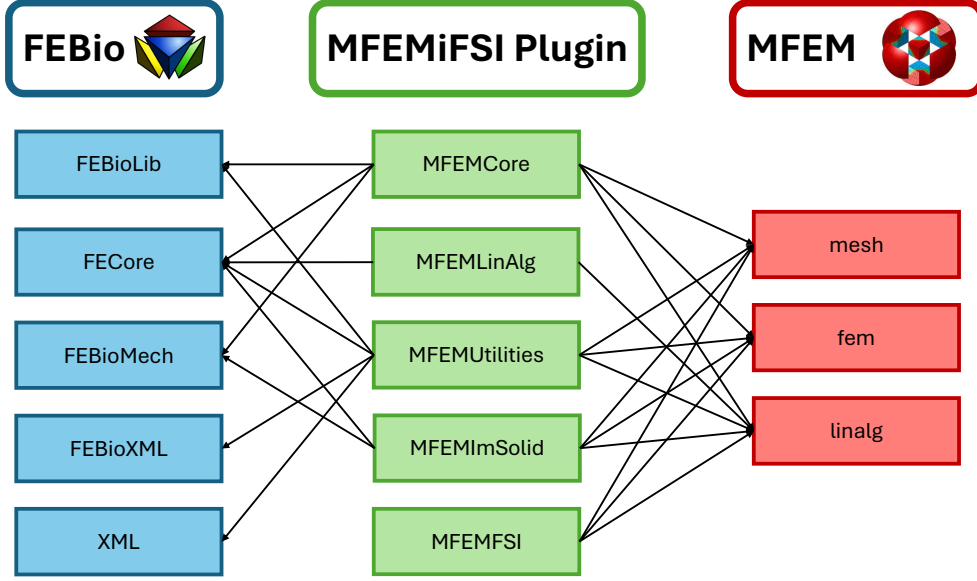 FEBio
MFEMiFSI Plugin
MFEM
FEBioLib
MFEMCore
FECore
MFEMLinAlg
mesh
FEBioMech
MFEMUtilities
fem
FEBioXML
MFEMImSolid
linalg
XML
MFEMFSI